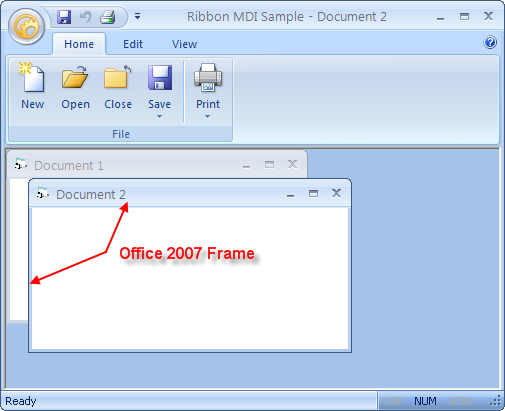 Ribbon MDI Sample - Document 2
Home Edit View
New Open Close Save Print
File
Document 1
Document 2
Office 2007 Frame
Ready NUM